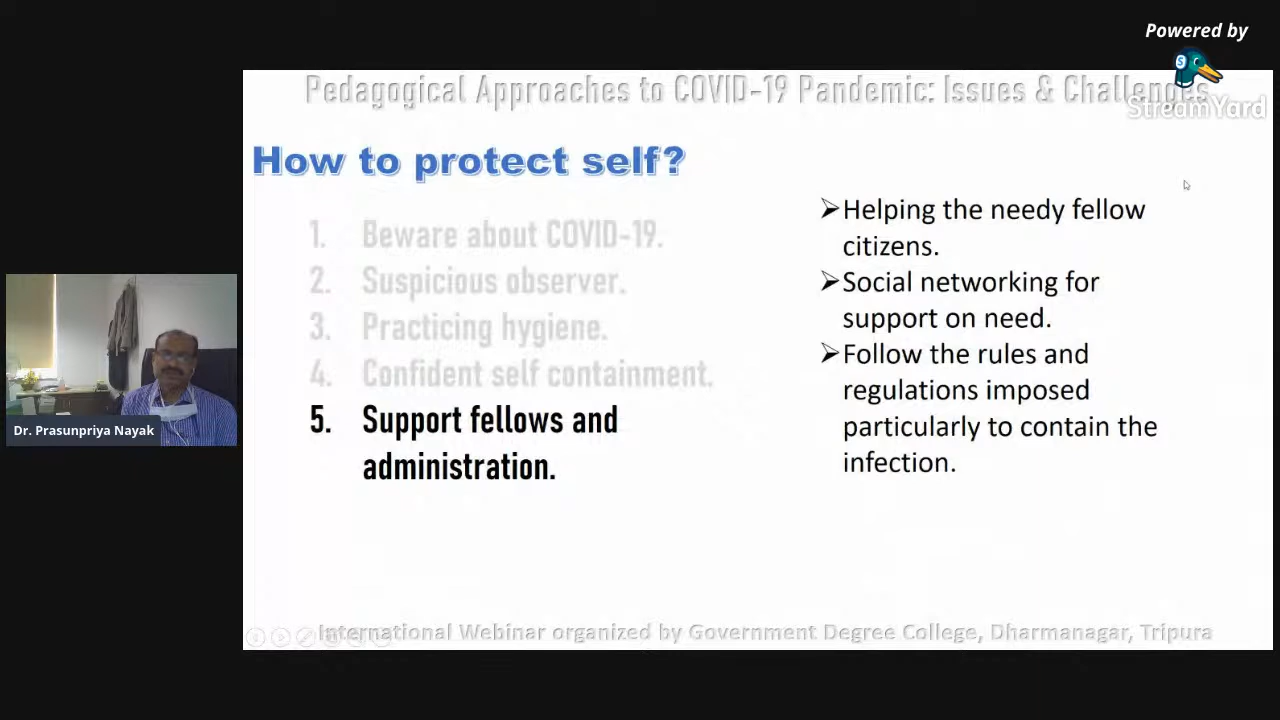 Powered by
StreamYard
Pedagogical Approaches to COVID-19 Pandemic: Issues & Challenges
How to protect self?
1. Beware about COVID-19.
2. Suspicious observer.
3. Practicing hygiene.
4. Confident self containment.
5. Support fellows and
administration.
➢Helping the needy fellow
citizens.
➢Social networking for
support on need.
➢Follow the rules and
regulations imposed
particularly to contain the
infection.
Dr. Prasunpriya Nayak
International Webinar organized by Government Degree College, Dharmanagar, Tripura